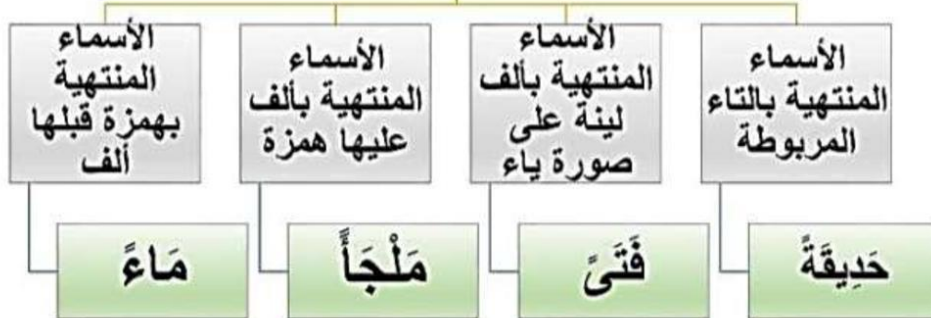 الأسماء
المنتهية بالتاء
المربوطة
الأسماء
المنتهية بألف
لينة على
صورة ياء
الأسماء
المنتهية بألف
عليها همزة
الأسماء
المنتهية
بهمزة قبلها
ألف
حَدِيقَةً
فَتَىً
مَلْجَأً
مَاءً